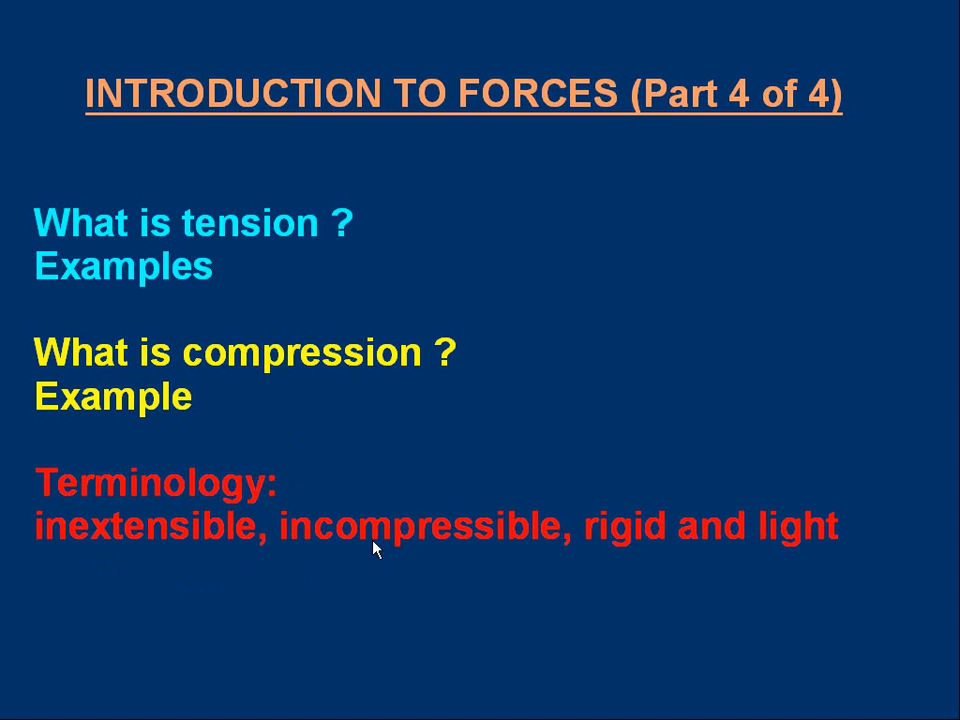 INTRODUCTION TO FORCES (Part 4 of 4)
What is tension ?
Examples
What is compression ?
Example
Terminology:
inextensible, incompressible, rigid and light